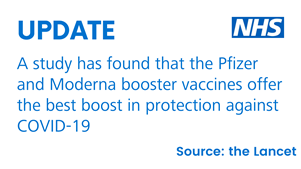 UPDATE
NHS
A study has found that the Pfizer
and Moderna booster vaccines offer
the best boost in protection against
COVID-19
Source: the Lancet